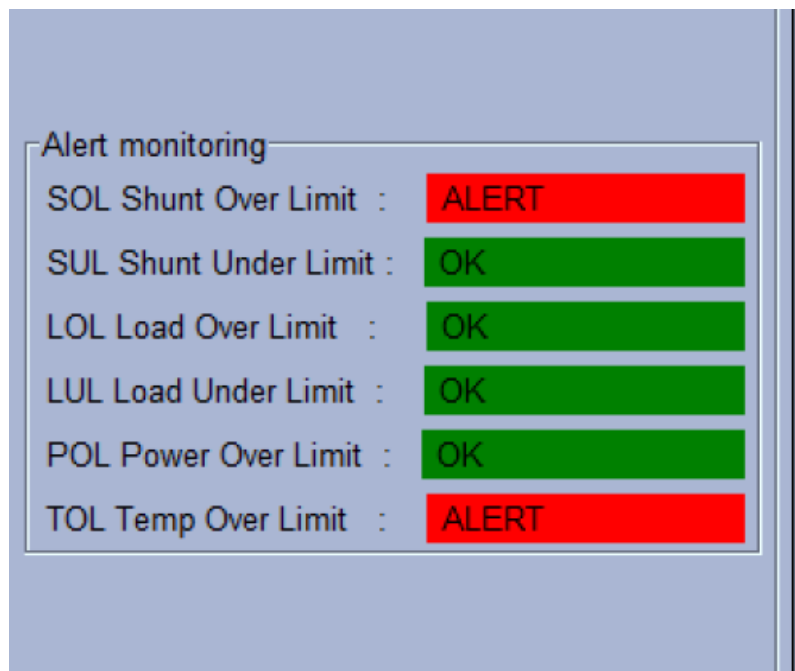 Alert monitoring
SOL Shunt Over Limit : ALERT
SUL Shunt Under Limit : OK
LOL Load Over Limit : OK
LUL Load Under Limit : OK
POL Power Over Limit : OK
TOL Temp Over Limit : ALERT